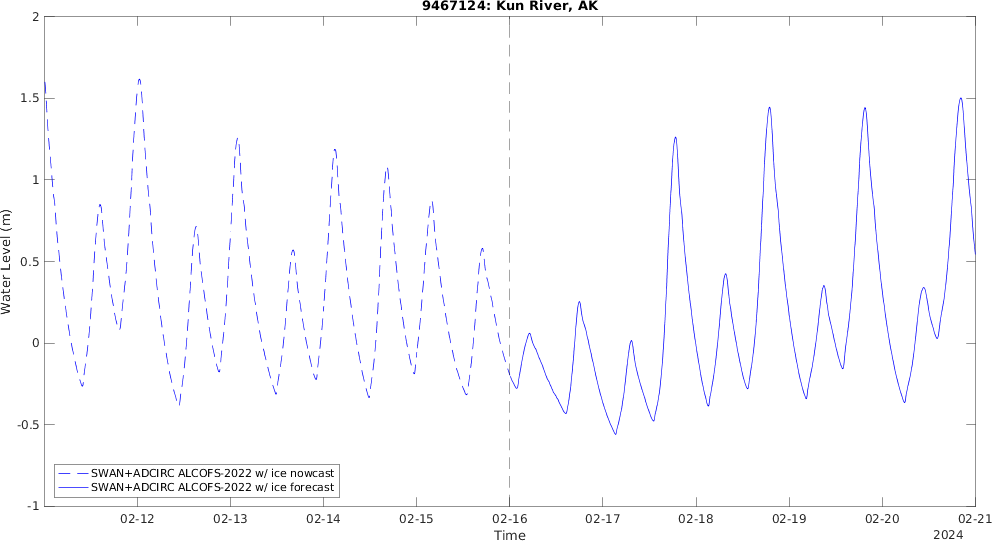 9467124: Kun River, AK
2
1.5
1
0.5
0
-0.5
-1
Water Level (m)
SWAN+ADCIRC ALCOFS-2022 w/ ice nowcast
SWAN+ADCIRC ALCOFS-2022 w/ ice forecast
02-12 02-13 02-14 02-15 02-16 02-17 02-18 02-19 02-20 02-21
Time
2024